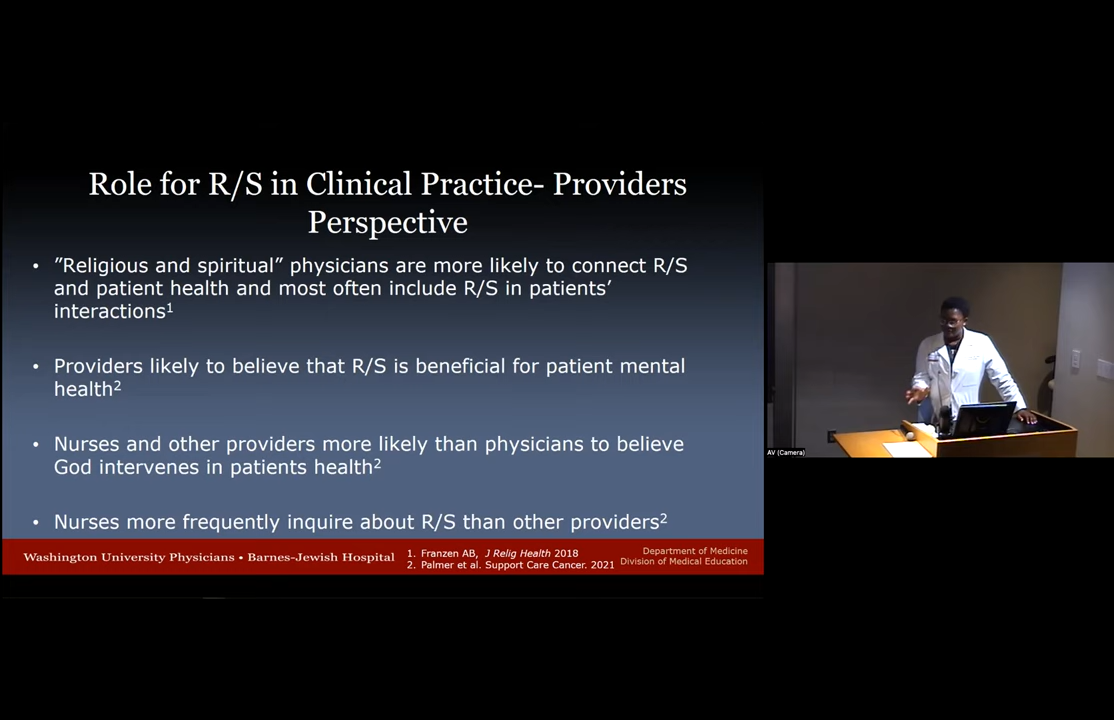 Role for R/S in Clinical Practice- Providers
Perspective
• ”Religious and spiritual” physicians are more likely to connect R/S
and patient health and most often include R/S in patients’
interactions¹
• Providers likely to believe that R/S is beneficial for patient mental
health²
• Nurses and other providers more likely than physicians to believe
God intervenes in patients health²
• Nurses more frequently inquire about R/S than other providers²
Washington University Physicians • Barnes-Jewish Hospital
1. Franzen AB, J Relig Health 2018
2. Palmer et al. Support Care Cancer. 2021
Department of Medicine
Division of Medical Education
AV (Camera)